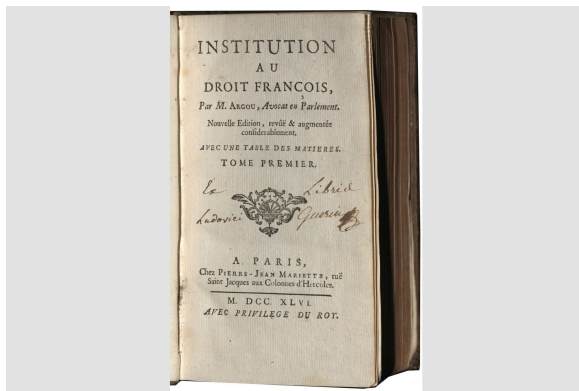 INSTITUTION
AU
DROIT FRANCOIS,
Par M. ARGOU, Avocat en Parlement.
Nouvelle Edition, revûë & augmentée
considerablement.
AVEC UNE TABLE DES MATIERES.
TOME PREMIER.
Ex Libris
Ludovici Guerin
A PARIS,
Chez PIERRE-JEAN MARIETTE, ruë
Saint Jacques aux Colonnes d'Hercules.
M. DCC. XLVI.
AVEC PRIVILEGE DU ROY.